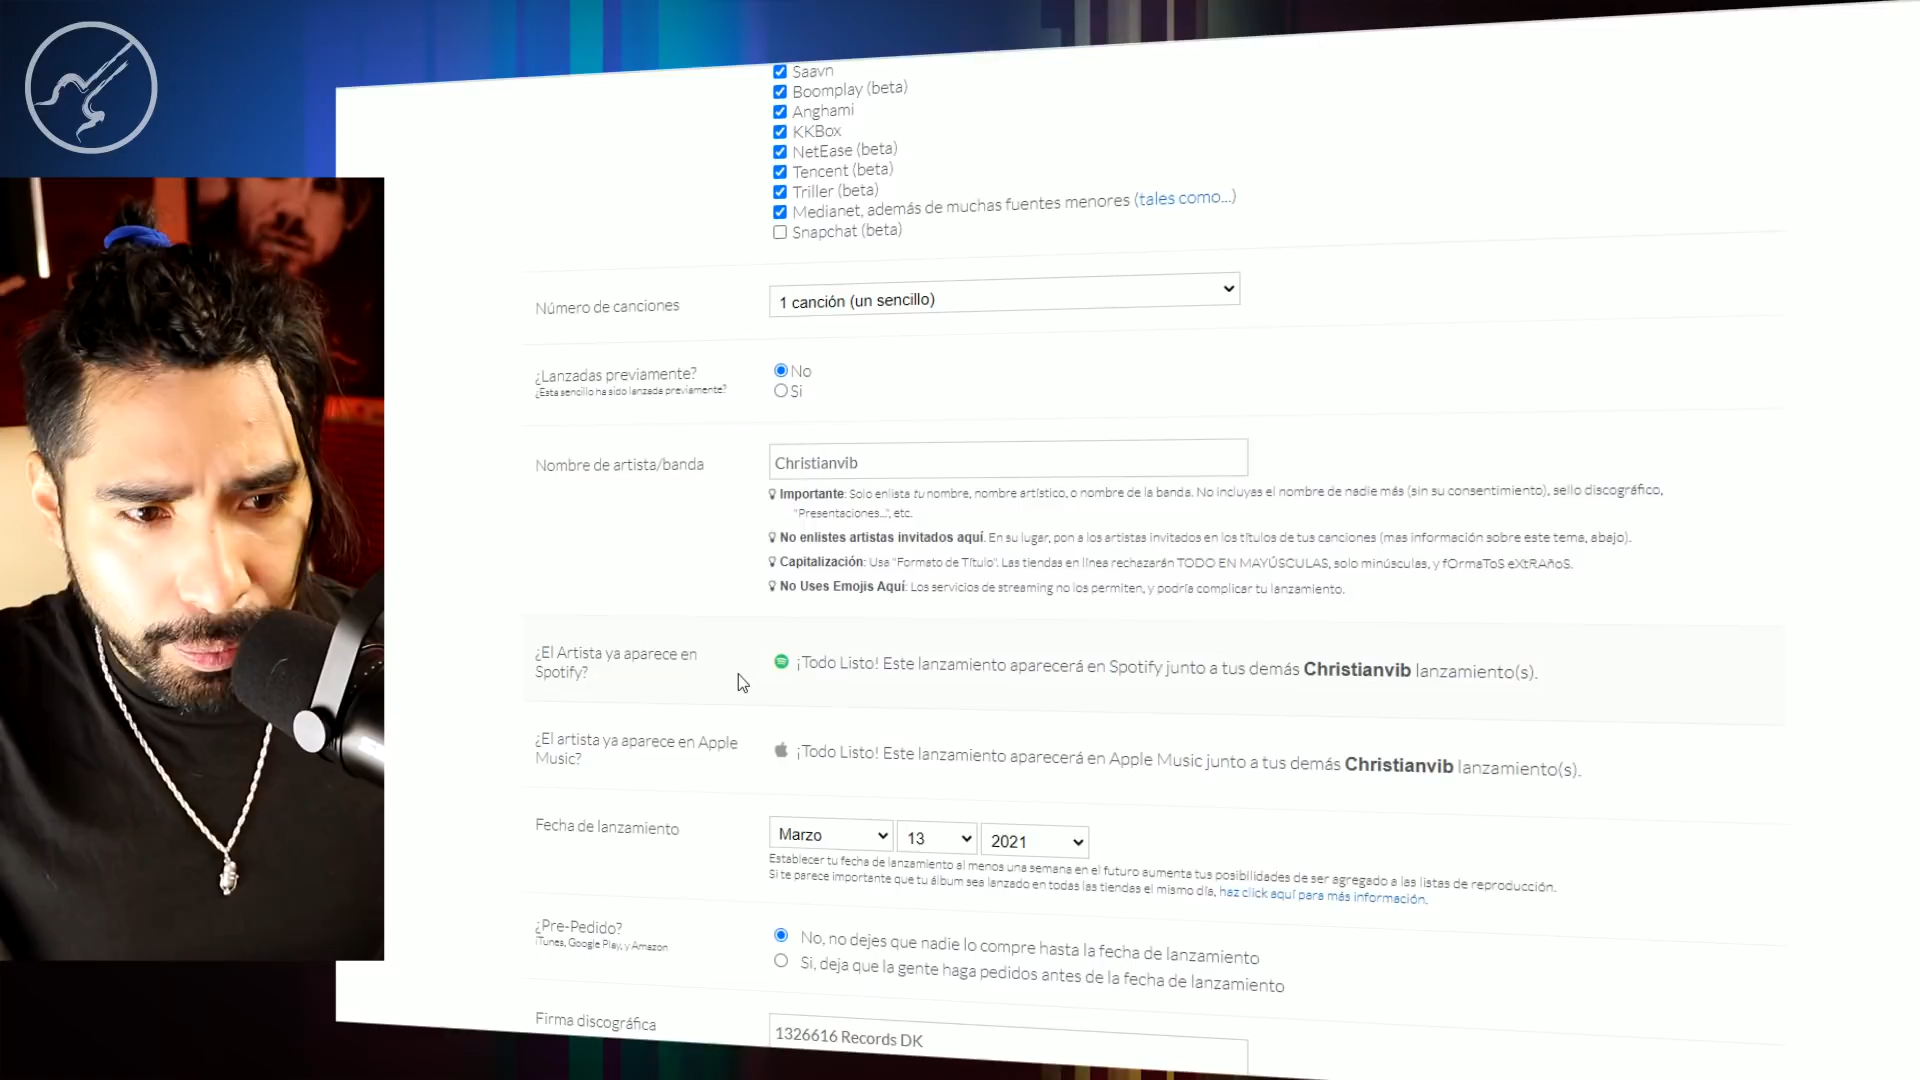 Saavn
Boomplay (beta)
Anghami
KKBox
NetEase (beta)
Tencent (beta)
Triller (beta)
Medianet, además de muchas fuentes menores (tales como...)
Snapchat (beta)
Número de canciones
1 canción (un sencillo)
¿Lanzadas previamente?
¿Esta sencillo ha sido lanzada previamente?
No
Si
Nombre de artista/banda
Christianvib
Importante: Solo enlista tu nombre, nombre artístico, o nombre de la banda. No incluyas el nombre de nadie más (sin su consentimiento), sello discográfico,
"Presentaciones...", etc.
No enlistes artistas invitados aquí. En su lugar, pon a los artistas invitados en los títulos de tus canciones (mas información sobre este tema, abajo).
Capitalización: Usa "Formato de Título". Las tiendas en línea rechazarán TODO EN MAYÚSCULAS, solo minúsculas, y fOrmaToS eXtRAñoS.
No Uses Emojis Aquí: Los servicios de streaming no los permiten, y podría complicar tu lanzamiento.
¿El Artista ya aparece en
Spotify?
¡Todo Listo! Este lanzamiento aparecerá en Spotify junto a tus demás Christianvib lanzamiento(s).
¿El artista ya aparece en Apple
Music?
¡Todo Listo! Este lanzamiento aparecerá en Apple Music junto a tus demás Christianvib lanzamiento(s).
Fecha de lanzamiento
Marzo
13
2021
Establecer tu fecha de lanzamiento al menos una semana en el futuro aumenta tus posibilidades de ser agregado a las listas de reproducción.
Si te parece importante que tu álbum sea lanzado en todas las tiendas el mismo día, haz click aquí para más información.
¿Pre-Pedido?
iTunes, Google Play, y Amazon
No, no dejes que nadie lo compre hasta la fecha de lanzamiento
Si, deja que la gente haga pedidos antes de la fecha de lanzamiento
Firma discográfica
1326616 Records DK